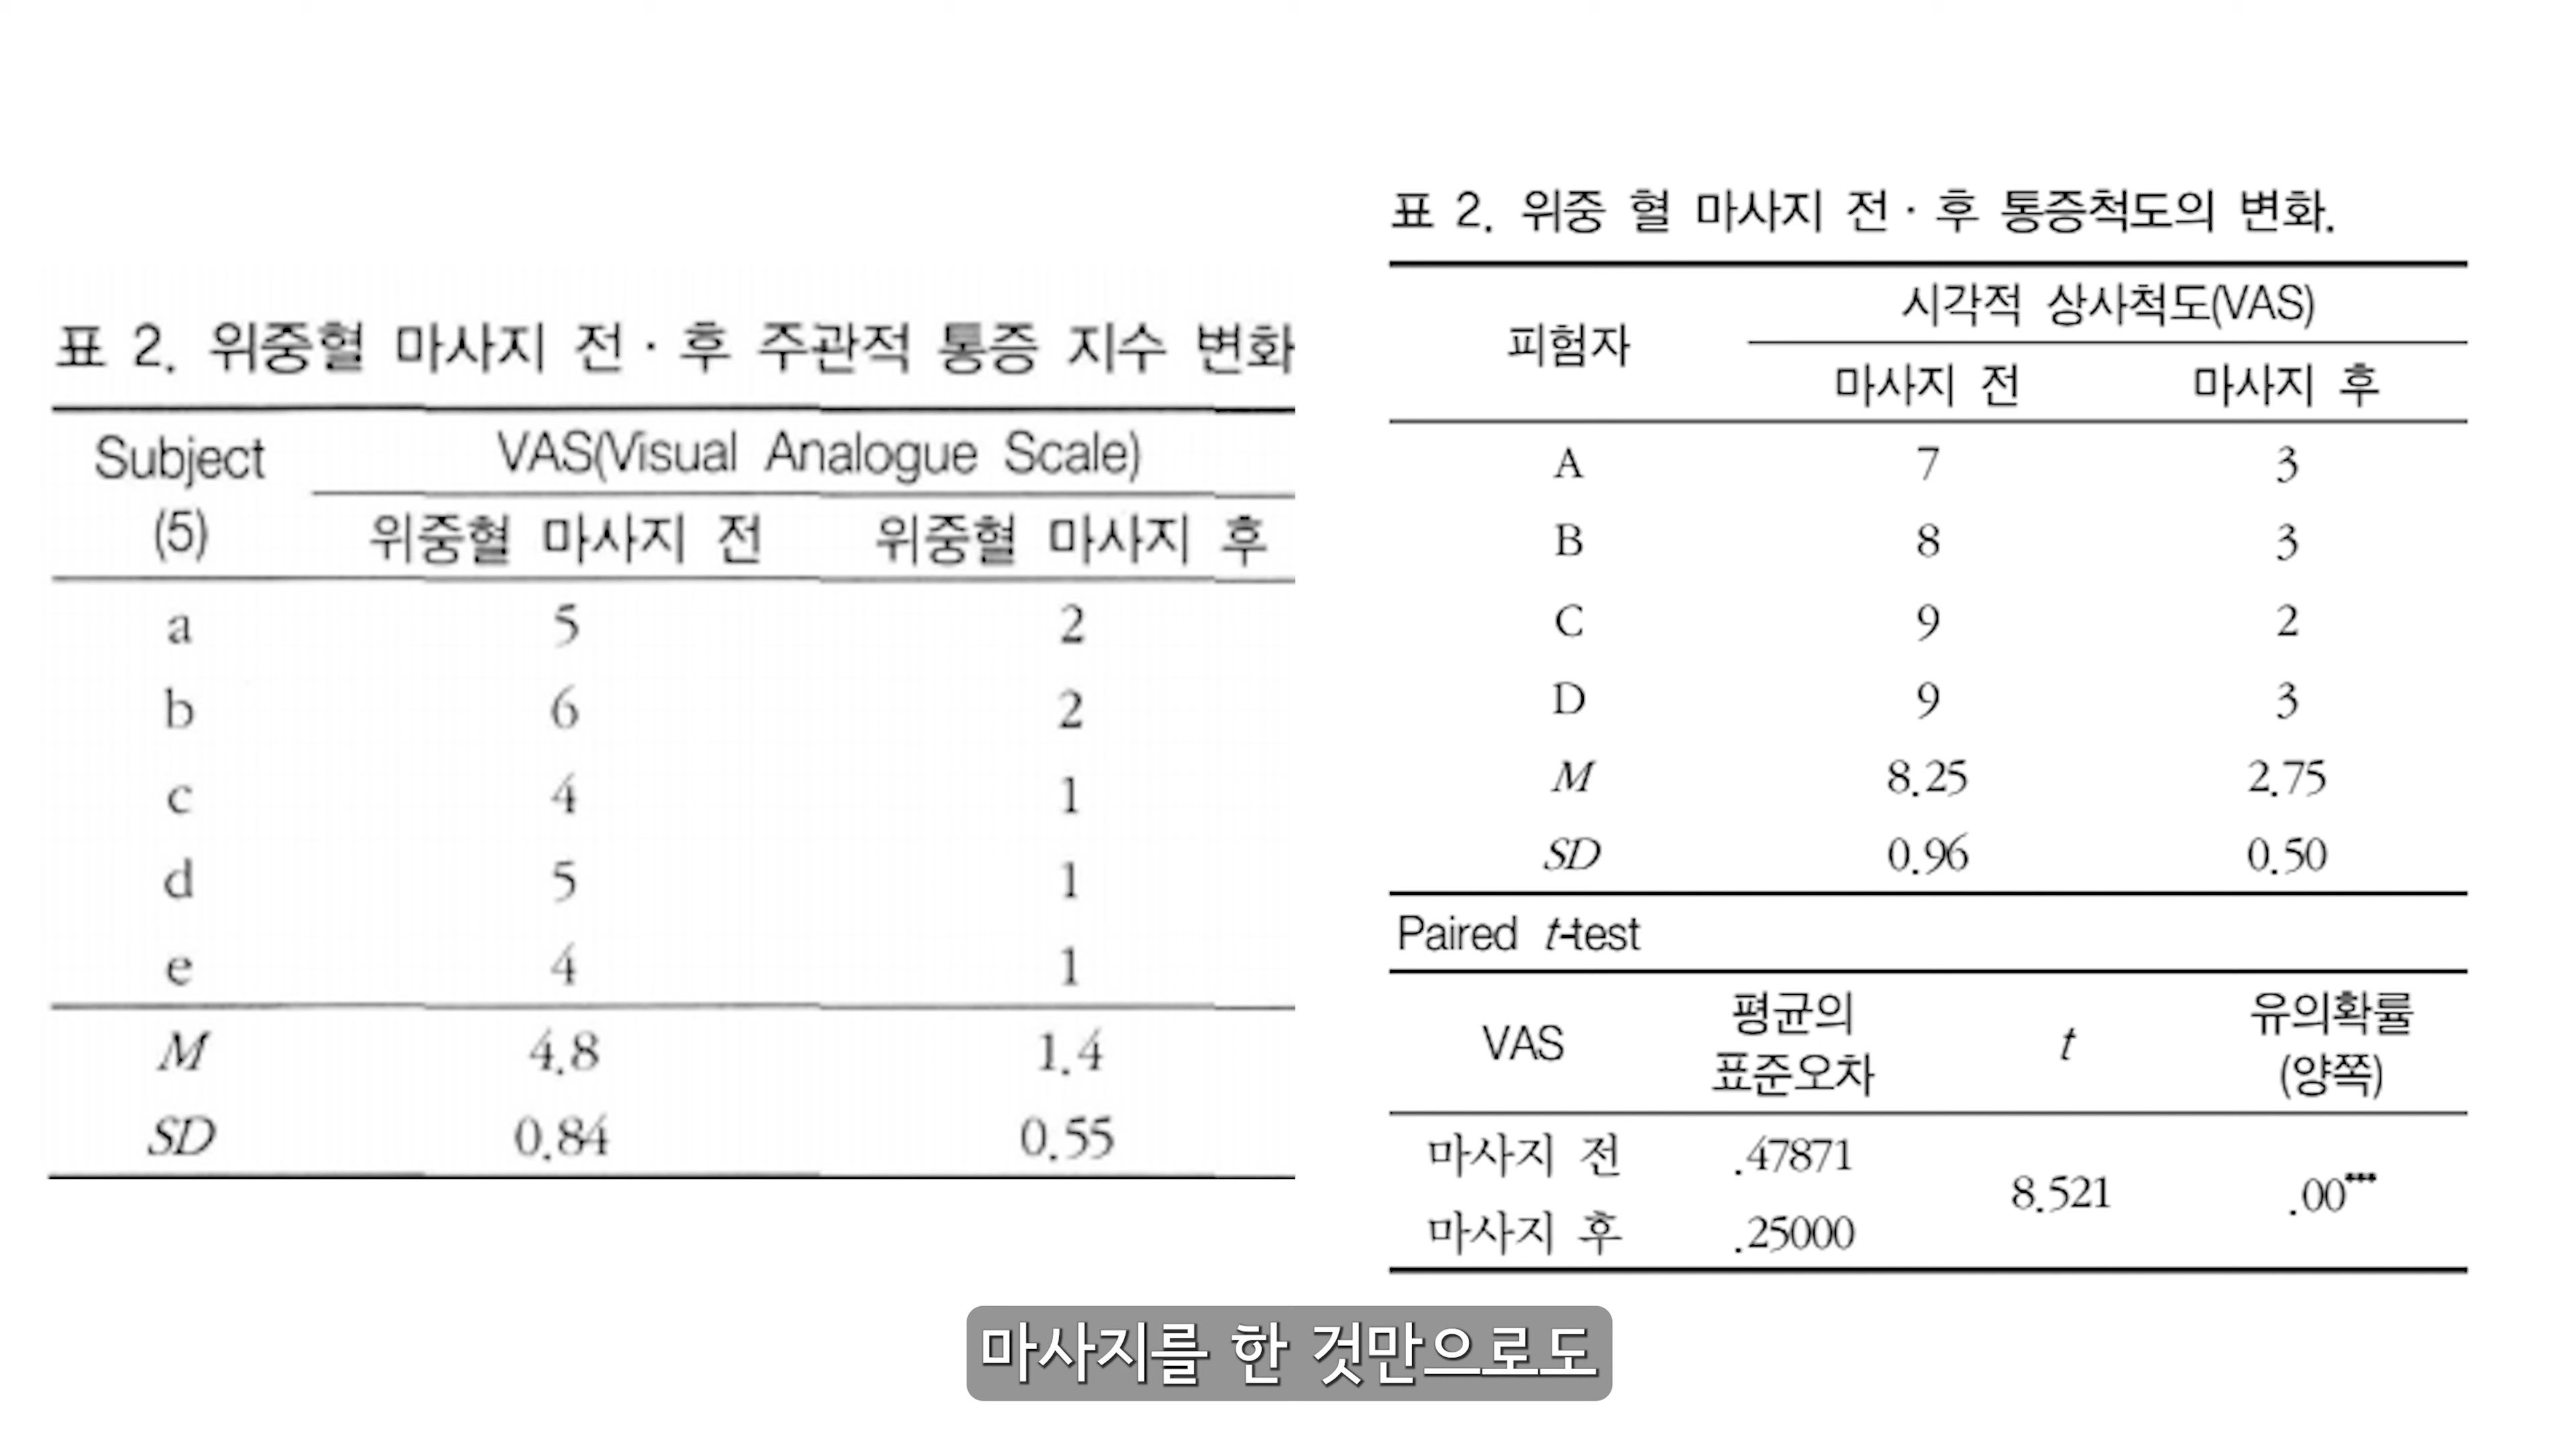 표 2. 위중혈 마사지 전·후 주관적 통증 지수 변화
Subject (5) VAS(Visual Analogue Scale)
위중혈 마사지 전 위중혈 마사지 후
a 5 2
b 6 2
c 4 1
d 5 1
e 4 1
M 4.8 1.4
SD 0.84 0.55
표 2. 위중 혈 마사지 전·후 통증척도의 변화.
피험자 시각적 상사척도(VAS)
마사지 전 마사지 후
A 7 3
B 8 3
C 9 2
D 9 3
M 8.25 2.75
SD 0.96 0.50
Paired t-test
VAS 평균의 표준오차 t 유의확률 (양쪽)
마사지 전 .47871 8.521 .00***
마사지 후 .25000
마사지를 한 것만으로도